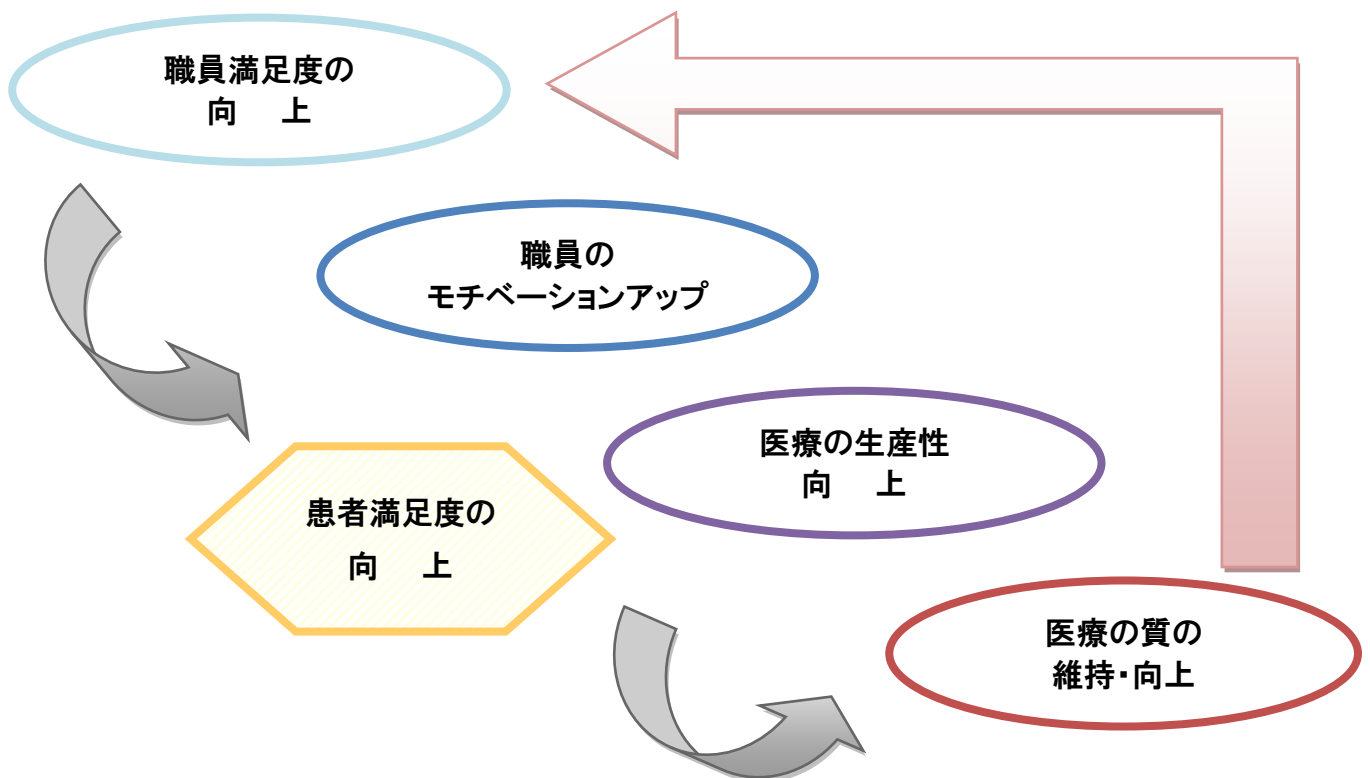 職員満足度の
向　上
職員の
モチベーションアップ
医療の生産性
向　上
患者満足度の
向　上
医療の質の
維持・向上